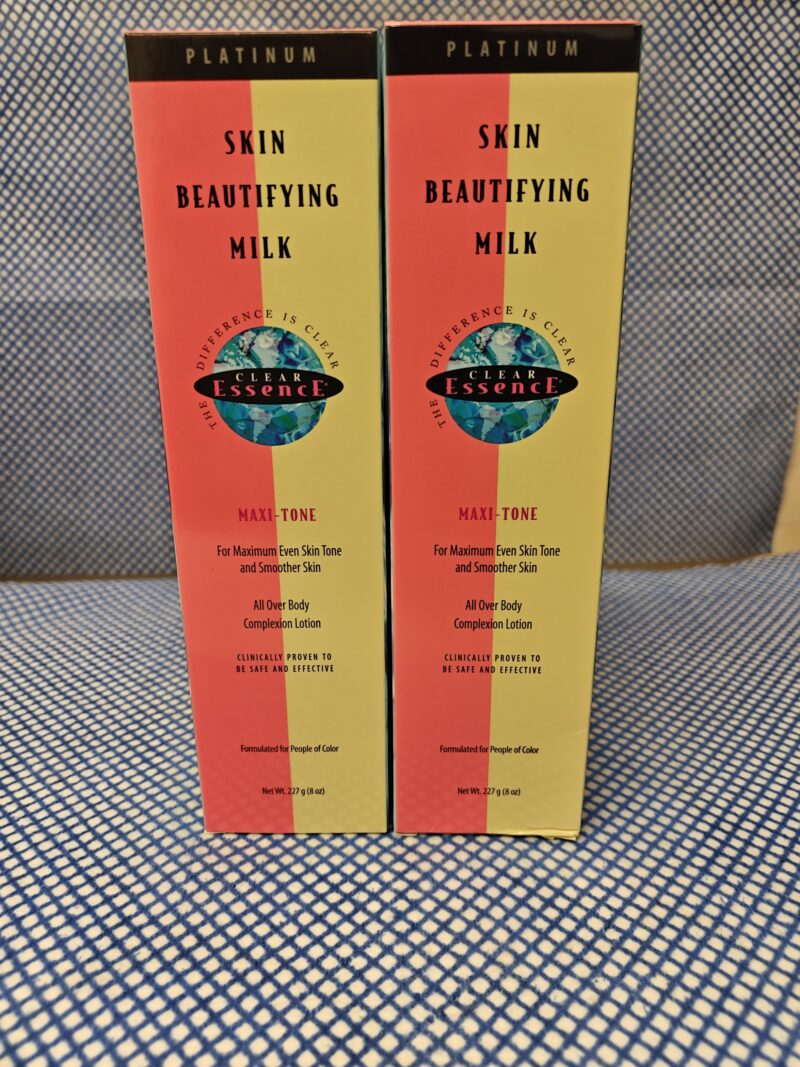 PLATINUM
SKIN
BEAUTIFYING
MILK
THE DIFFERENCE IS CLEAR
CLEAR
ESSENCE®
MAXI-TONE
For Maximum Even Skin Tone
and Smoother Skin
All Over Body
Complexion Lotion
CLINICALLY PROVEN TO
BE SAFE AND EFFECTIVE
Formulated for People of Color
Net Wt. 227 g (8 oz)
PLATINUM
SKIN
BEAUTIFYING
MILK
THE DIFFERENCE IS CLEAR
CLEAR
ESSENCE®
MAXI-TONE
For Maximum Even Skin Tone
and Smoother Skin
All Over Body
Complexion Lotion
CLINICALLY PROVEN TO
BE SAFE AND EFFECTIVE
Formulated for People of Color
Net Wt. 227 g (8 oz)